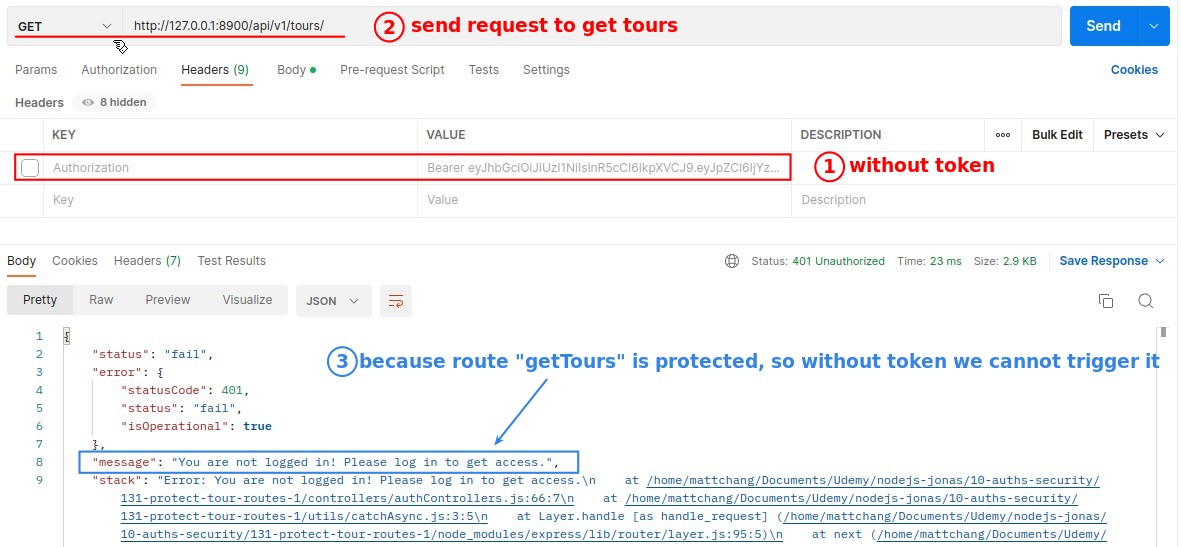 GET http://127.0.0.1:8900/api/v1/tours/ 2 send request to get tours Send
Params Authorization Headers (9) Body Pre-request Script Tests Settings Cookies
Headers 8 hidden
KEY VALUE DESCRIPTION ooo Bulk Edit Presets
Authorization Bearer eyJhbGciOiJIUzI1NiIsInR5cCI6IkpXVCJ9.eyJpZCI6IjYz... 1 without token
Key Value Description
Body Cookies Headers (7) Test Results Status: 401 Unauthorized Time: 23 ms Size: 2.9 KB Save Response
Pretty Raw Preview Visualize JSON
1 {
2 "status": "fail",
3 because route "getTours" is protected, so without token we cannot trigger it
3 "error": {
4 "statusCode": 401,
5 "status": "fail",
6 "isOperational": true
7 },
8 "message": "You are not logged in! Please log in to get access.",
9 "stack": "Error: You are not logged in! Please log in to get access.\n at /home/mattchang/Documents/Udemy/nodejs-jonas/10-auths-security/
131-protect-tour-routes-1/controllers/authControllers.js:66:7\n at /home/mattchang/Documents/Udemy/nodejs-jonas/10-auths-security/
131-protect-tour-routes-1/utils/catchAsync.js:3:5\n at Layer.handle [as handle_request] (/home/mattchang/Documents/Udemy/nodejs-jonas/
10-auths-security/131-protect-tour-routes-1/node_modules/express/lib/router/layer.js:95:5)\n at next (/home/mattchang/Documents/Udemy/